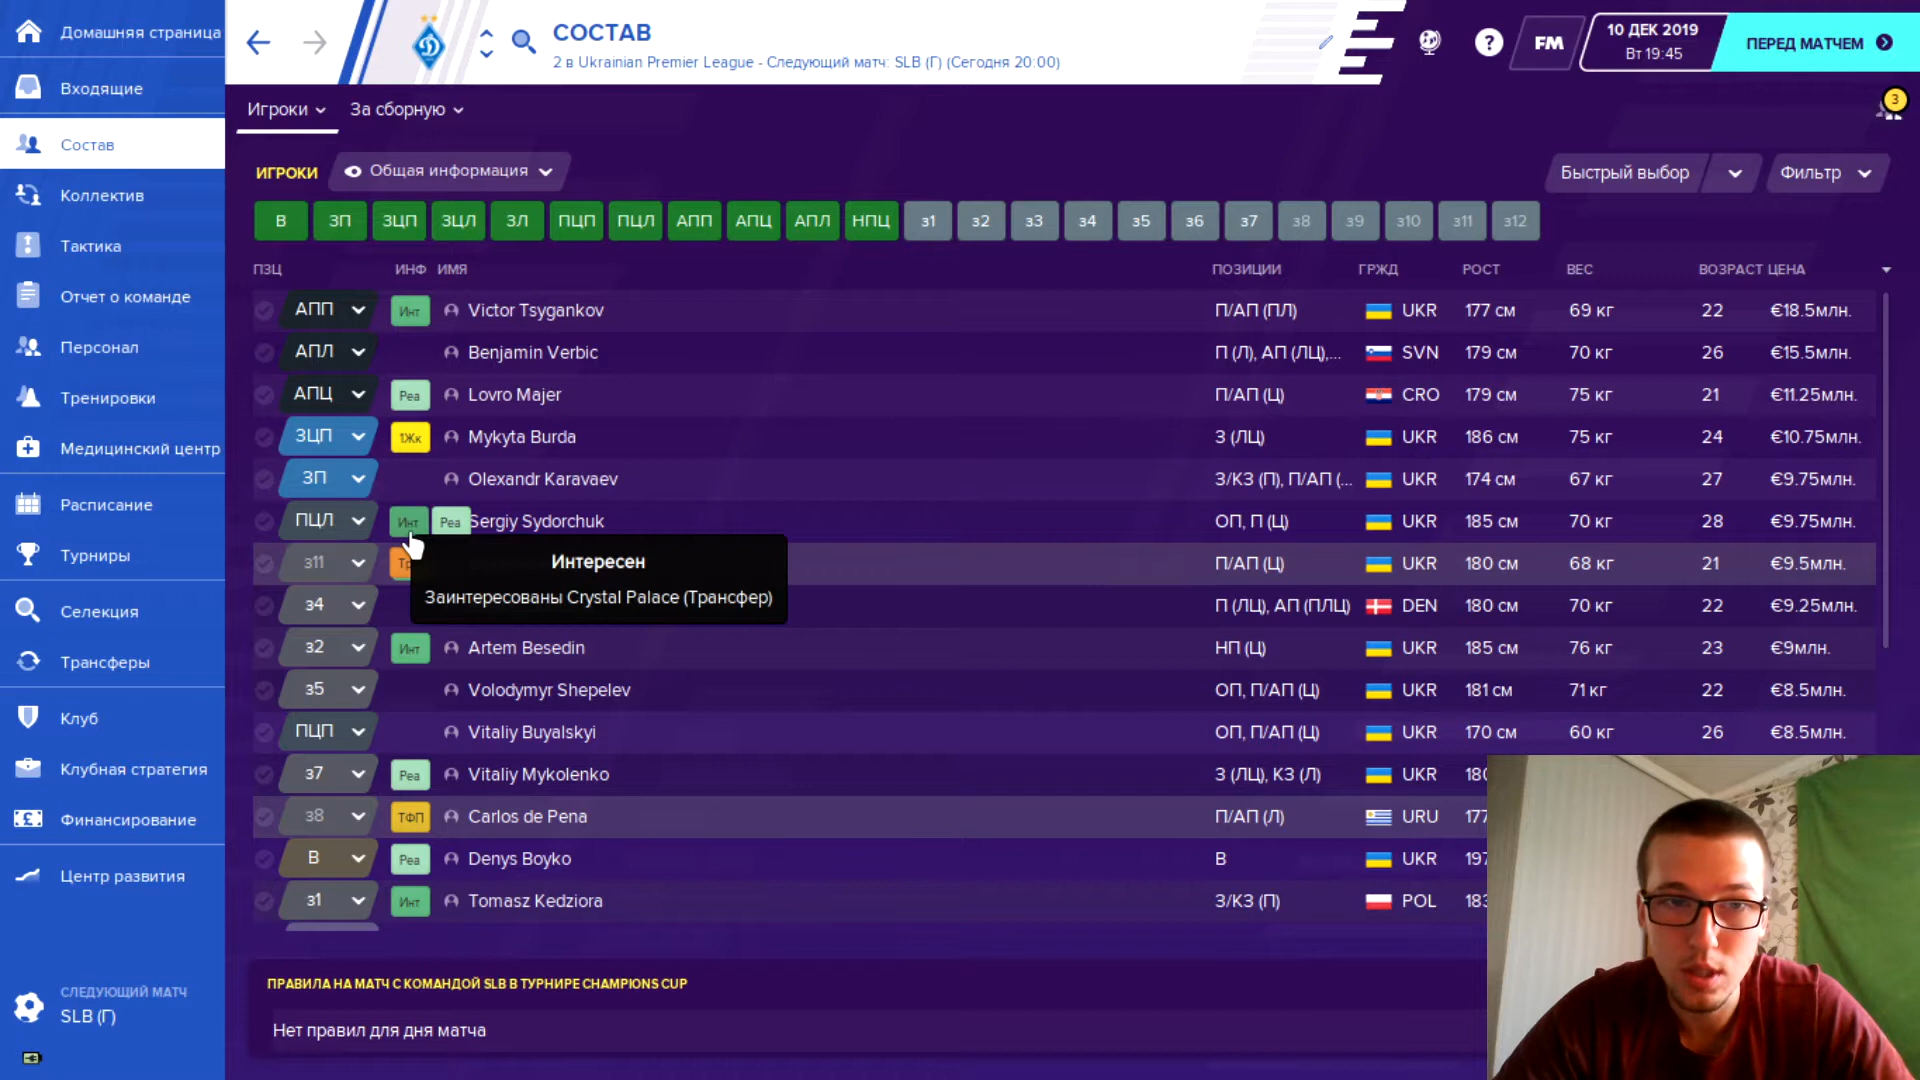 Домашняя страница
Входящие
Состав
Коллектив
Тактика
Отчет о команде
Персонал
Тренировки
Медицинский центр
Расписание
Турниры
Селекция
Трансферы
Клуб
Клубная стратегия
Финансирование
Центр развития
СЛЕДУЮЩИЙ МАТЧ
SLB (Г)
СОСТАВ
2 в Ukrainian Premier League - Следующий матч: SLB (Г) (Сегодня 20:00)
? FM
10 ДЕК 2019
Вт 19:45
ПЕРЕД МАТЧЕМ
Игроки За сборную
3
ИГРОКИ Общая информация Быстрый выбор Фильтр
В ЗП ЗЦП ЗЦЛ ЗЛ ПЦП ПЦЛ АПП АПЦ АПЛ НПЦ з1 з2 з3 з4 з5 з6 з7 з8 з9 з10 з11 з12
ПЗЦ ИНФ ИМЯ ПОЗИЦИИ ГРЖД РОСТ ВЕС ВОЗРАСТ ЦЕНА
АПП Инт Victor Tsygankov П/АП (ПЛ) UKR 177 см 69 кг 22 €18.5млн.
АПЛ Benjamin Verbic П (Л), АП (ЛЦ),... SVN 179 см 70 кг 26 €15.5млн.
АПЦ Реа Lovro Majer П/АП (Ц) CRO 179 см 75 кг 21 €11.25млн.
ЗЦП 1Жк Mykyta Burda З (ЛЦ) UKR 186 см 75 кг 24 €10.75млн.
ЗП Olexandr Karavaev З/КЗ (П), П/АП (... UKR 174 см 67 кг 27 €9.75млн.
ПЦЛ Инт Реа Sergiy Sydorchuk ОП, П (Ц) UKR 185 см 70 кг 28 €9.75млн.
з11 П/АП (Ц) UKR 180 см 68 кг 21 €9.5млн.
Интересен
Заинтересованы Crystal Palace (Трансфер)
з4 П (ЛЦ), АП (ПЛЦ) DEN 180 см 70 кг 22 €9.25млн.
з2 Инт Artem Besedin НП (Ц) UKR 185 см 76 кг 23 €9млн.
з5 Volodymyr Shepelev ОП, П/АП (Ц) UKR 181 см 71 кг 22 €8.5млн.
ПЦП Vitaliy Buyalskyi ОП, П/АП (Ц) UKR 170 см 60 кг 26 €8.5млн.
з7 Реа Vitaliy Mykolenko З (ЛЦ), КЗ (Л) UKR 180
з8 ТФП Carlos de Pena П/АП (Л) URU 177
В Реа Denys Boyko В UKR 197
з1 Инт Tomasz Kedziora З/КЗ (П) POL 183
ПРАВИЛА НА МАТЧ С КОМАНДОЙ SLB В ТУРНИРЕ CHAMPIONS CUP
Нет правил для дня матча